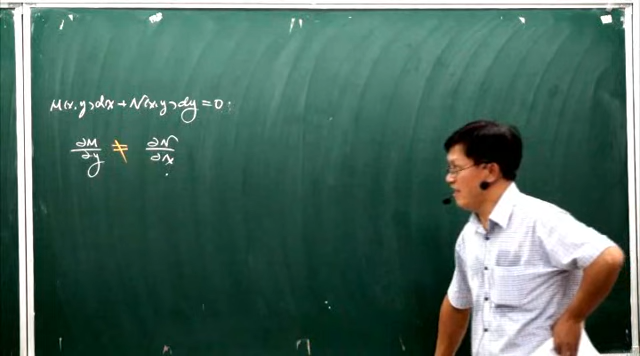 M(x,y)dx+N(x,y)dy=0.
∂M/∂y ≠ ∂N/∂x